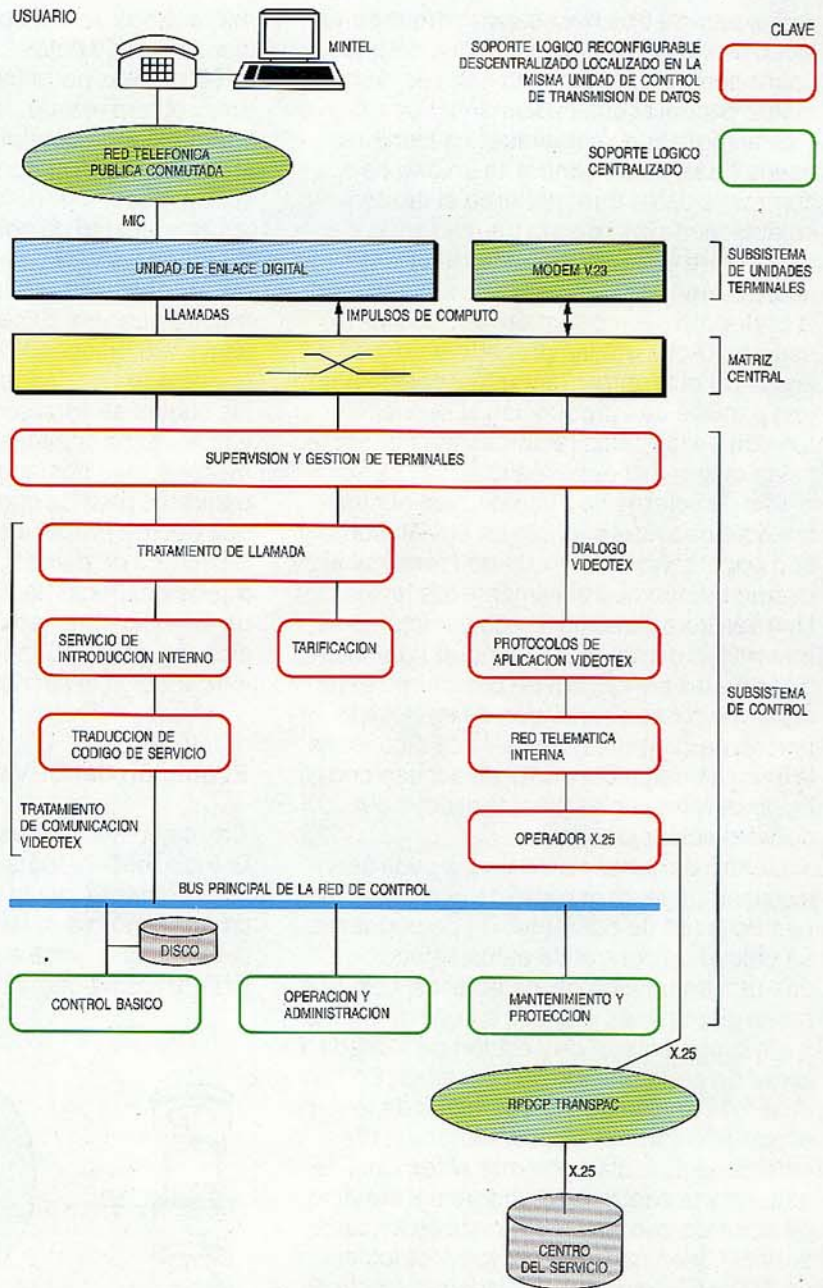 USUARIO
MINTEL
CLAVE
SOPORTE LOGICO RECONFIGURABLE
DESCENTRALIZADO LOCALIZADO EN LA
MISMA UNIDAD DE CONTROL
DE TRANSMISION DE DATOS
SOPORTE LOGICO
CENTRALIZADO
RED TELEFONICA
PUBLICA CONMUTADA
MIC
UNIDAD DE ENLACE DIGITAL
MODEM V.23
SUBSISTEMA
DE UNIDADES
TERMINALES
LLAMADAS
IMPULSOS DE COMPUTO
MATRIZ
CENTRAL
SUPERVISION Y GESTION DE TERMINALES
TRATAMIENTO DE LLAMADA
DIALOGO
VIDEOTEX
SERVICIO DE
INTRODUCCION INTERNO
TARIFICACION
PROTOCOLOS DE
APLICACION VIDEOTEX
TRADUCCION DE
CODIGO DE SERVICIO
RED TELEMATICA
INTERNA
SUBSISTEMA
DE CONTROL
TRATAMIENTO
DE COMUNICACION
VIDEOTEX
OPERADOR X.25
BUS PRINCIPAL DE LA RED DE CONTROL
DISCO
CONTROL BASICO
OPERACION Y
ADMINISTRACION
MANTENIMIENTO Y
PROTECCION
X.25
RPDCP TRANSPAC
X.25
CENTRO
DEL SERVICIO